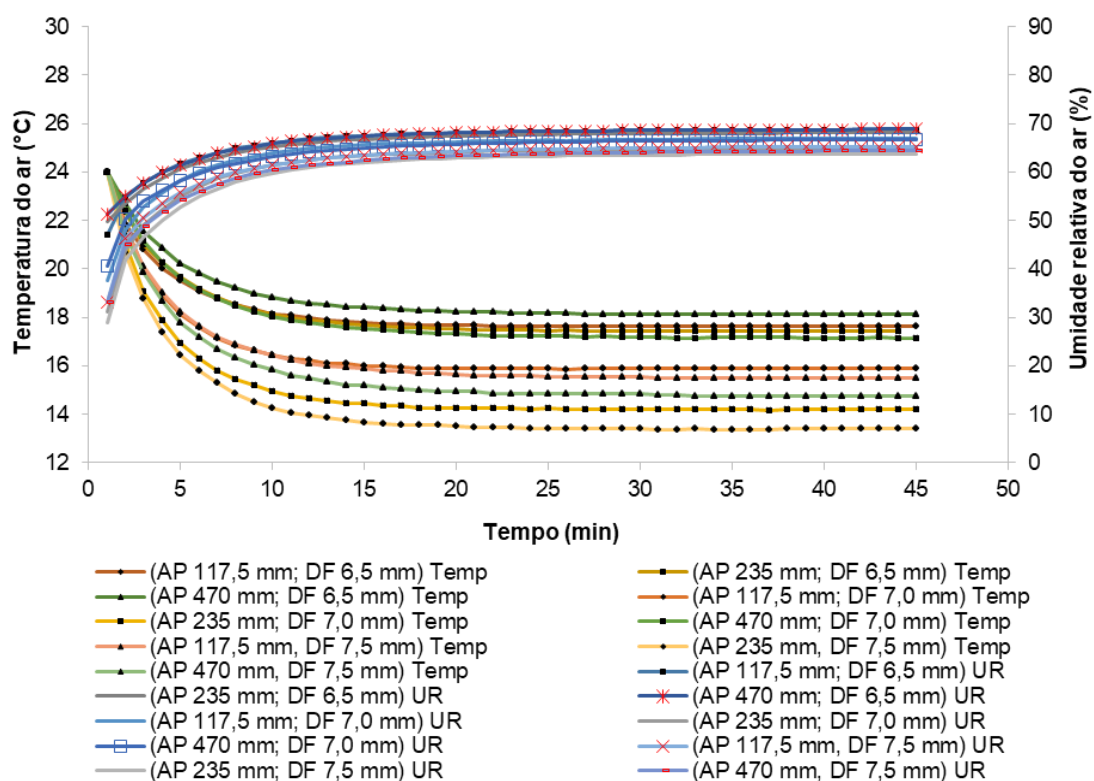 30
28
26
24
22
20
18
16
14
12
Temperatura do ar (°C)
90
80
70
60
50
40
30
20
10
0
Umidade relativa do ar (%)
0 5 10 15 20 25 30 35 40 45 50
Tempo (min)
(AP 117,5 mm; DF 6,5 mm) Temp
(AP 235 mm; DF 6,5 mm) Temp
(AP 470 mm; DF 6,5 mm) Temp
(AP 117,5 mm; DF 7,0 mm) Temp
(AP 235 mm; DF 7,0 mm) Temp
(AP 470 mm; DF 7,0 mm) Temp
(AP 117,5 mm, DF 7,5 mm) Temp
(AP 235 mm, DF 7,5 mm) Temp
(AP 470 mm, DF 7,5 mm) Temp
(AP 117,5 mm; DF 6,5 mm) UR
(AP 235 mm; DF 6,5 mm) UR
(AP 470 mm; DF 6,5 mm) UR
(AP 117,5 mm; DF 7,0 mm) UR
(AP 235 mm; DF 7,0 mm) UR
(AP 470 mm; DF 7,0 mm) UR
(AP 117,5 mm, DF 7,5 mm) UR
(AP 235 mm; DF 7,5 mm) UR
(AP 470 mm, DF 7,5 mm) UR